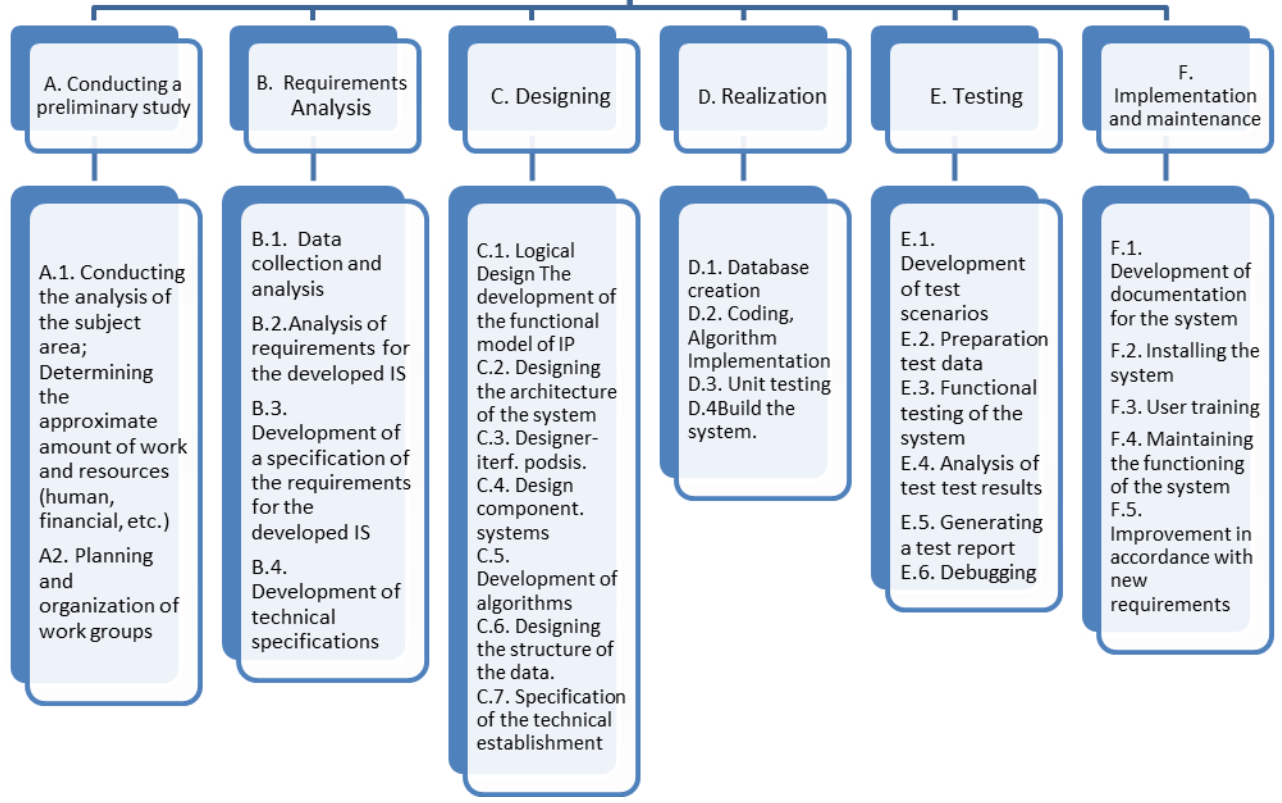 A. Conducting a
preliminary study
B. Requirements
Analysis
C. Designing
D. Realization
E. Testing
F.
Implementation
and maintenance
A.1. Conducting
the analysis of
the subject
area;
Determining
the
approximate
amount of work
and resources
(human,
financial, etc.)
A2. Planning
and
organization of
work groups
B.1. Data
collection and
analysis
B.2.Analysis of
requirements for
the developed IS
B.3.
Development of
a specification of
the requirements
for the
developed IS
B.4.
Development of
technical
specifications
C.1. Logical
Design The
development of
the functional
model of IP
C.2. Designing
the architecture
of the system
C.3. Designer-
iterf. podsis.
C.4. Design
component.
systems
C.5.
Development of
algorithms
C.6. Designing
the structure of
the data.
C.7. Specification
of the technical
establishment
D.1. Database
creation
D.2. Coding,
Algorithm
Implementation
D.3. Unit testing
D.4Build the
system.
E.1.
Development
of test
scenarios
E.2. Preparation
test data
E.3. Functional
testing of the
system
E.4. Analysis of
test test results
E.5. Generating
a test report
E.6. Debugging
F.1.
Development of
documentation
for the system
F.2. Installing the
system
F.3. User training
F.4. Maintaining
the functioning
of the system
F.5.
Improvement in
accordance with
new
requirements